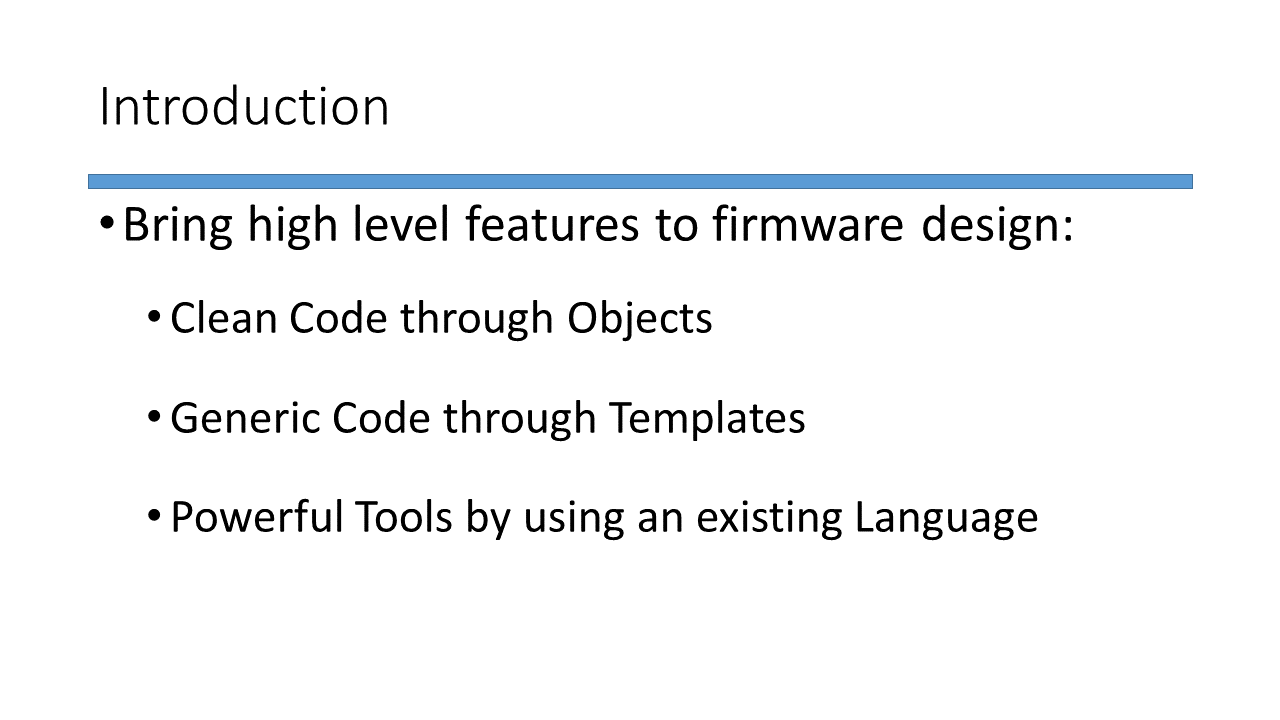 Introduction
• Bring high level features to firmware design:
• Clean Code through Objects
• Generic Code through Templates
• Powerful Tools by using an existing Language